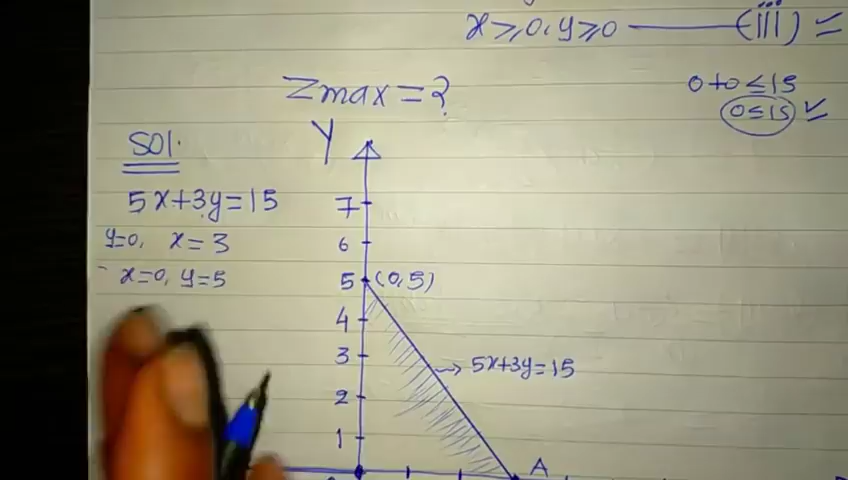 x ≥ 0, y ≥ 0 ——— (iii)
Zmax = ?
0+0 ≤ 15
0 ≤ 15 ✓
Sol.
Y
5x+3y=15
7
y=0, x=3
6
x=0, y=5
5 (0,5)
4
3
→ 5x+3y=15
2
1
A